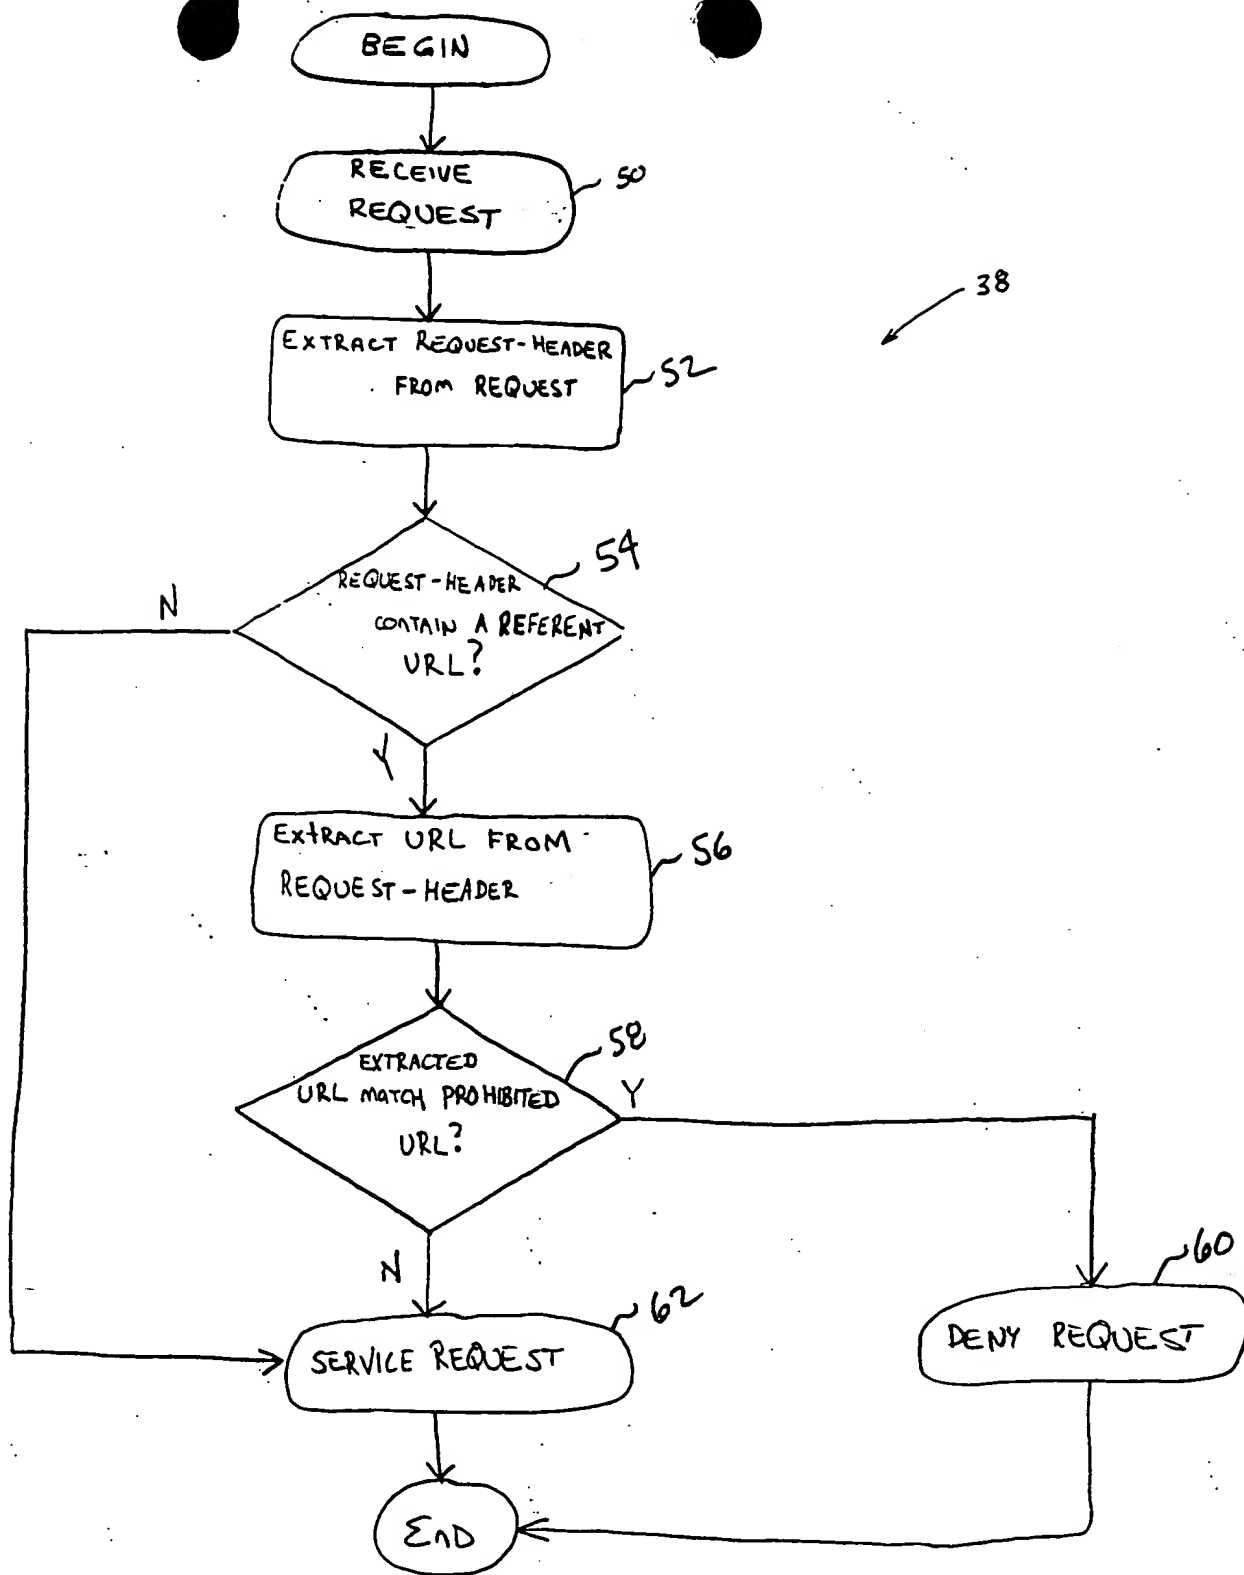 BEGIN
RECEIVE
REQUEST
50
38
EXTRACT REQUEST-HEADER
FROM REQUEST
52
54
REQUEST-HEADER
CONTAIN A REFERENT
URL?
N
Y
EXtRACT URL FROM
REQUEST-HEADER
56
58
EXTRACTED
URL MATCH PROHIBITED
URL?
Y
N
62
SERVICE REQUEST
60
DENY REQUEST
END